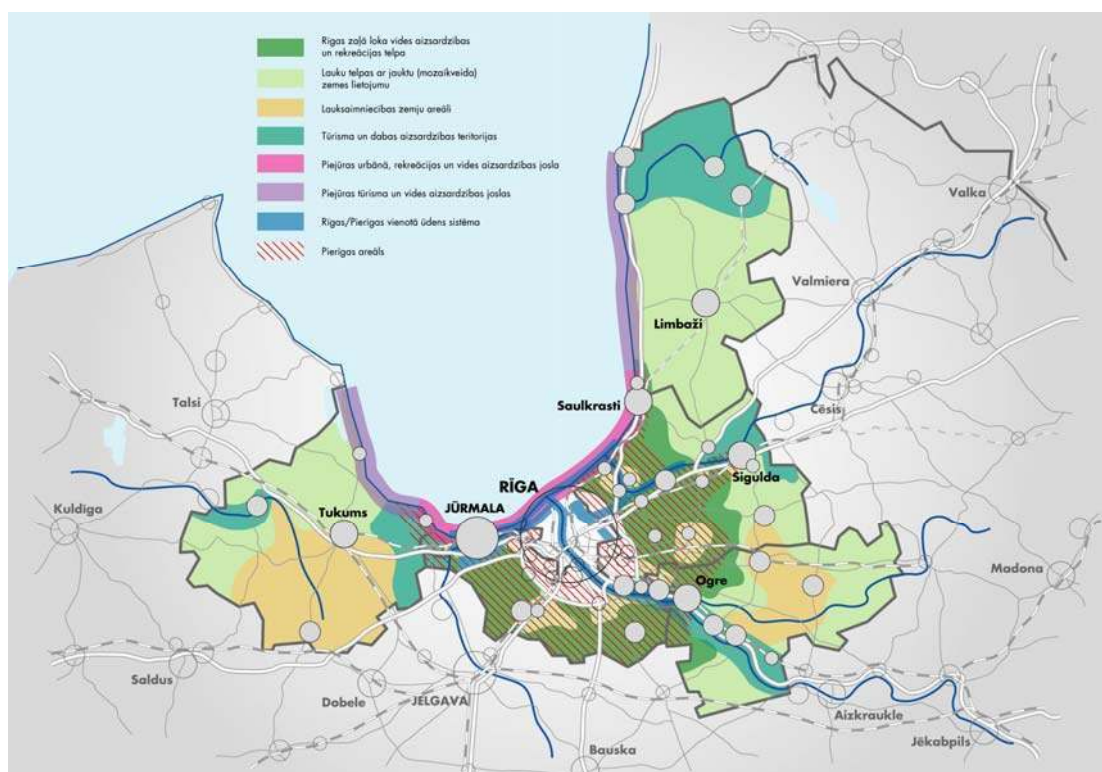 Rīgas zaļā loka vides aizsardzības
un rekreācijas telpa
Lauku telpas ar jauktu (mozaīkveida)
zemes lietojumu
Lauksaimniecības zemju areāli
Tūrisma un dabas aizsardzības teritorijas
Piejūras urbānā, rekreācijas un vides aizsardzības josla
Piejūras tūrisma un vides aizsardzības joslas
Rīgas/Pierīgas vienotā ūdens sistēma
Pierīgas areāls
Valka
Valmiera
Limbaži
Talsi
Saulkrasti
Cēsis
Sigulda
RĪGA
JŪRMALA
Kuldīga
Tukums
Madona
Ogre
Saldus
Dobele
JELGAVA
Aizkraukle
Jēkabpils
Bauska